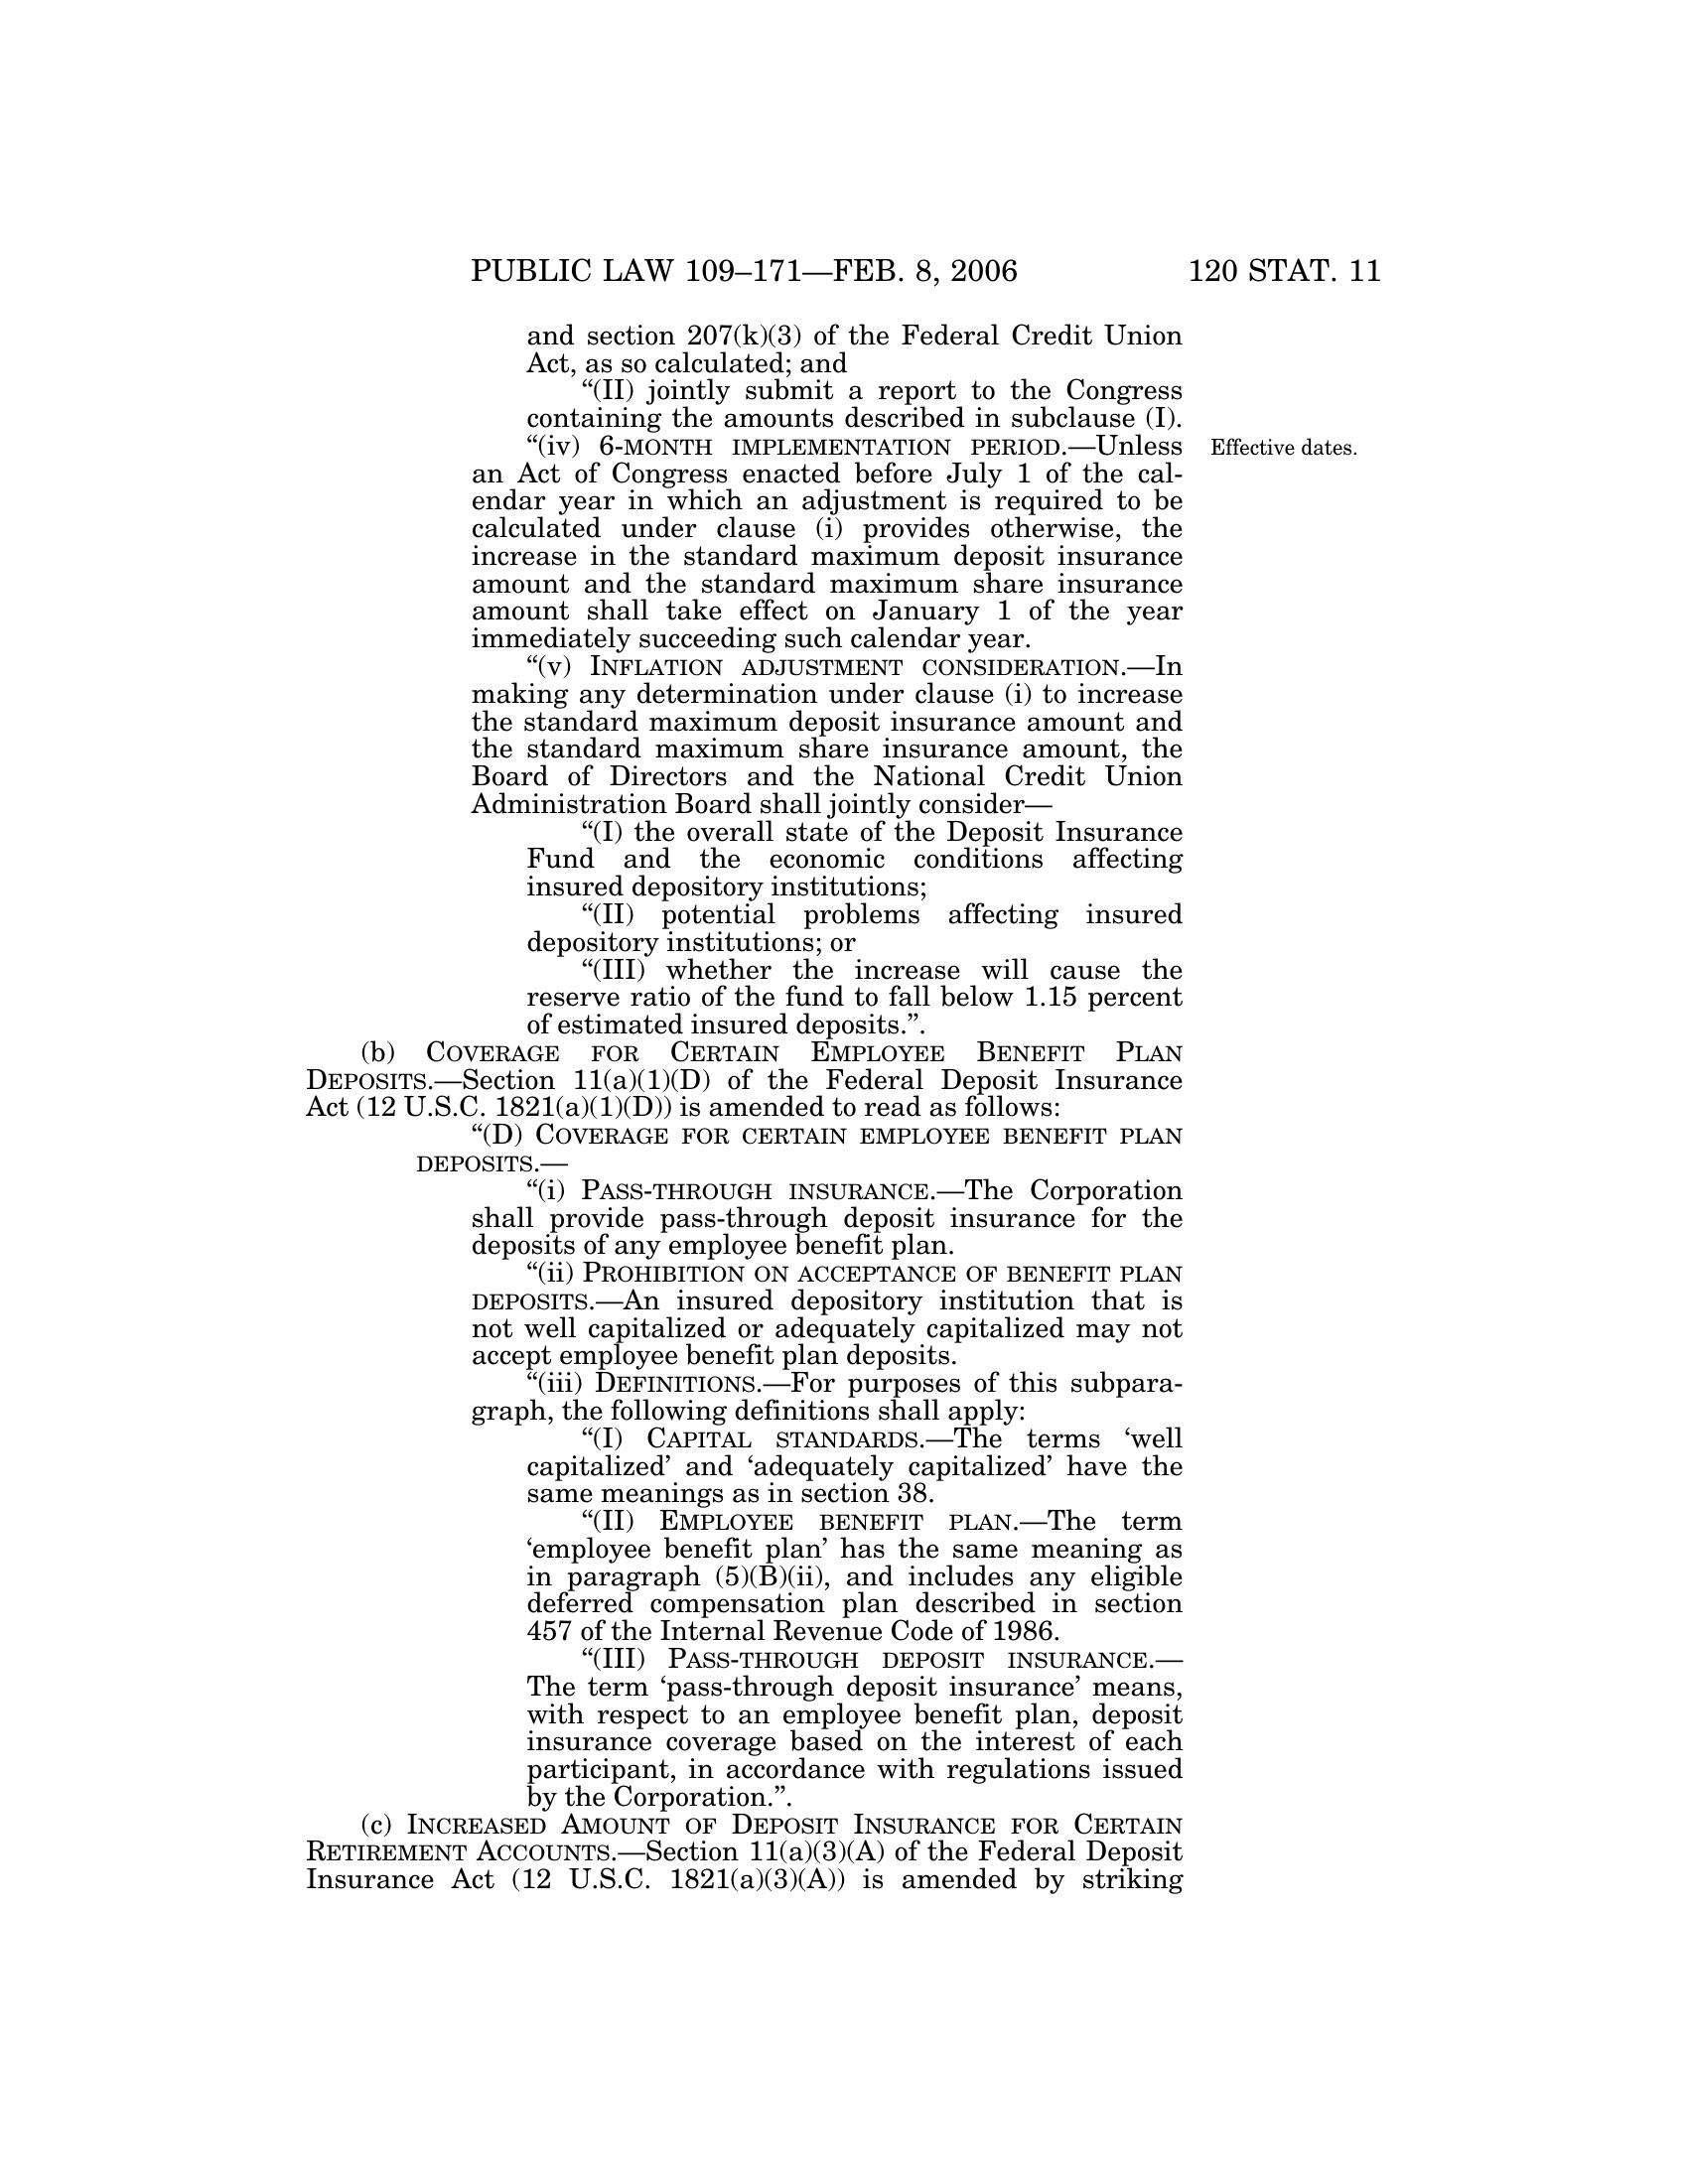 PUBLIC LAW 109–171—FEB. 8, 2006 120 STAT. 11
and section 207(k)(3) of the Federal Credit Union
Act, as so calculated; and
“(II) jointly submit a report to the Congress
containing the amounts described in subclause (I).
“(iv) 6-MONTH IMPLEMENTATION PERIOD.—Unless
Effective dates.
an Act of Congress enacted before July 1 of the cal-
endar year in which an adjustment is required to be
calculated under clause (i) provides otherwise, the
increase in the standard maximum deposit insurance
amount and the standard maximum share insurance
amount shall take effect on January 1 of the year
immediately succeeding such calendar year.
“(v) INFLATION ADJUSTMENT CONSIDERATION.—In
making any determination under clause (i) to increase
the standard maximum deposit insurance amount and
the standard maximum share insurance amount, the
Board of Directors and the National Credit Union
Administration Board shall jointly consider—
“(I) the overall state of the Deposit Insurance
Fund and the economic conditions affecting
insured depository institutions;
“(II) potential problems affecting insured
depository institutions; or
“(III) whether the increase will cause the
reserve ratio of the fund to fall below 1.15 percent
of estimated insured deposits.”.
(b) COVERAGE FOR CERTAIN EMPLOYEE BENEFIT PLAN
DEPOSITS.—Section 11(a)(1)(D) of the Federal Deposit Insurance
Act (12 U.S.C. 1821(a)(1)(D)) is amended to read as follows:
“(D) COVERAGE FOR CERTAIN EMPLOYEE BENEFIT PLAN
DEPOSITS.—
“(i) PASS-THROUGH INSURANCE.—The Corporation
shall provide pass-through deposit insurance for the
deposits of any employee benefit plan.
“(ii) PROHIBITION ON ACCEPTANCE OF BENEFIT PLAN
DEPOSITS.—An insured depository institution that is
not well capitalized or adequately capitalized may not
accept employee benefit plan deposits.
“(iii) DEFINITIONS.—For purposes of this subpara-
graph, the following definitions shall apply:
“(I) CAPITAL STANDARDS.—The terms ‘well
capitalized’ and ‘adequately capitalized’ have the
same meanings as in section 38.
“(II) EMPLOYEE BENEFIT PLAN.—The term
‘employee benefit plan’ has the same meaning as
in paragraph (5)(B)(ii), and includes any eligible
deferred compensation plan described in section
457 of the Internal Revenue Code of 1986.
“(III) PASS-THROUGH DEPOSIT INSURANCE.—
The term ‘pass-through deposit insurance’ means,
with respect to an employee benefit plan, deposit
insurance coverage based on the interest of each
participant, in accordance with regulations issued
by the Corporation.”.
(c) INCREASED AMOUNT OF DEPOSIT INSURANCE FOR CERTAIN
RETIREMENT ACCOUNTS.—Section 11(a)(3)(A) of the Federal Deposit
Insurance Act (12 U.S.C. 1821(a)(3)(A)) is amended by striking